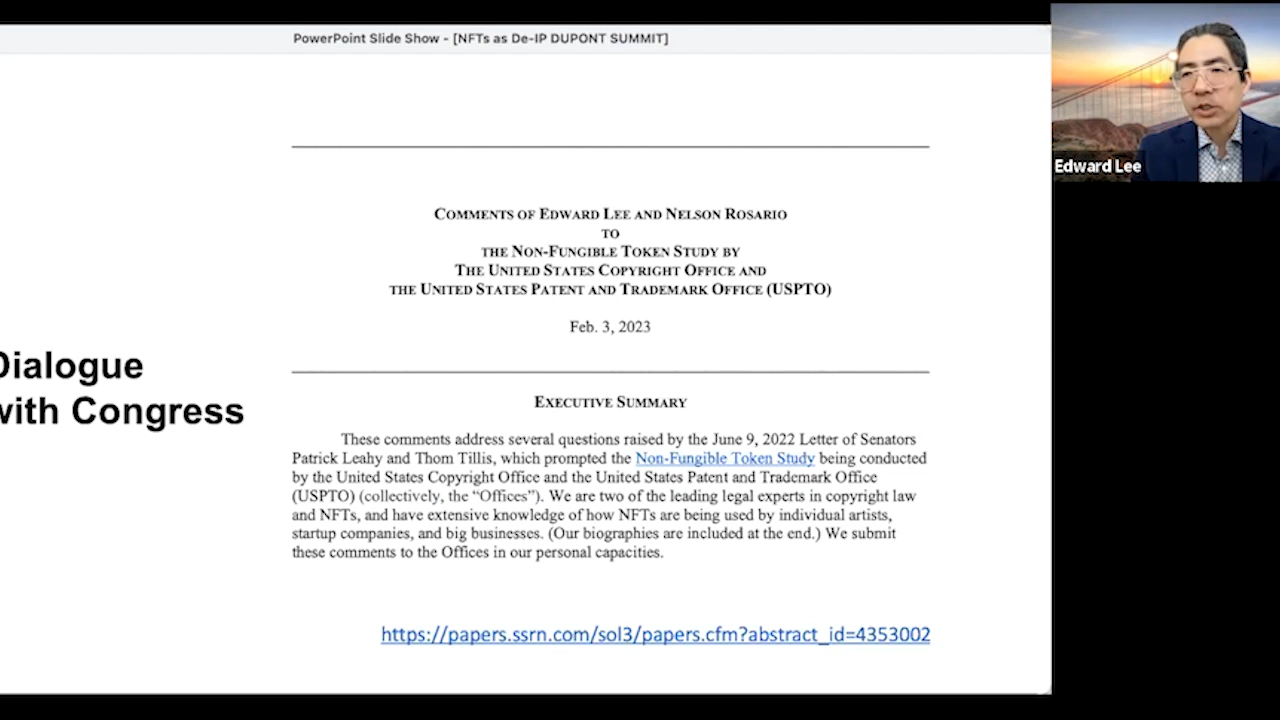 PowerPoint Slide Show - [NFTs as De-IP DUPONT SUMMIT]
Edward Lee
COMMENTS OF EDWARD LEE AND NELSON ROSARIO
TO
THE NON-FUNGIBLE TOKEN STUDY BY
THE UNITED STATES COPYRIGHT OFFICE AND
THE UNITED STATES PATENT AND TRADEMARK OFFICE (USPTO)
Feb. 3, 2023
Dialogue
with Congress
EXECUTIVE SUMMARY
These comments address several questions raised by the June 9, 2022 Letter of Senators
Patrick Leahy and Thom Tillis, which prompted the Non-Fungible Token Study being conducted
by the United States Copyright Office and the United States Patent and Trademark Office
(USPTO) (collectively, the “Offices”). We are two of the leading legal experts in copyright law
and NFTs, and have extensive knowledge of how NFTs are being used by individual artists,
startup companies, and big businesses. (Our biographies are included at the end.) We submit
these comments to the Offices in our personal capacities.
https://papers.ssrn.com/sol3/papers.cfm?abstract_id=4353002